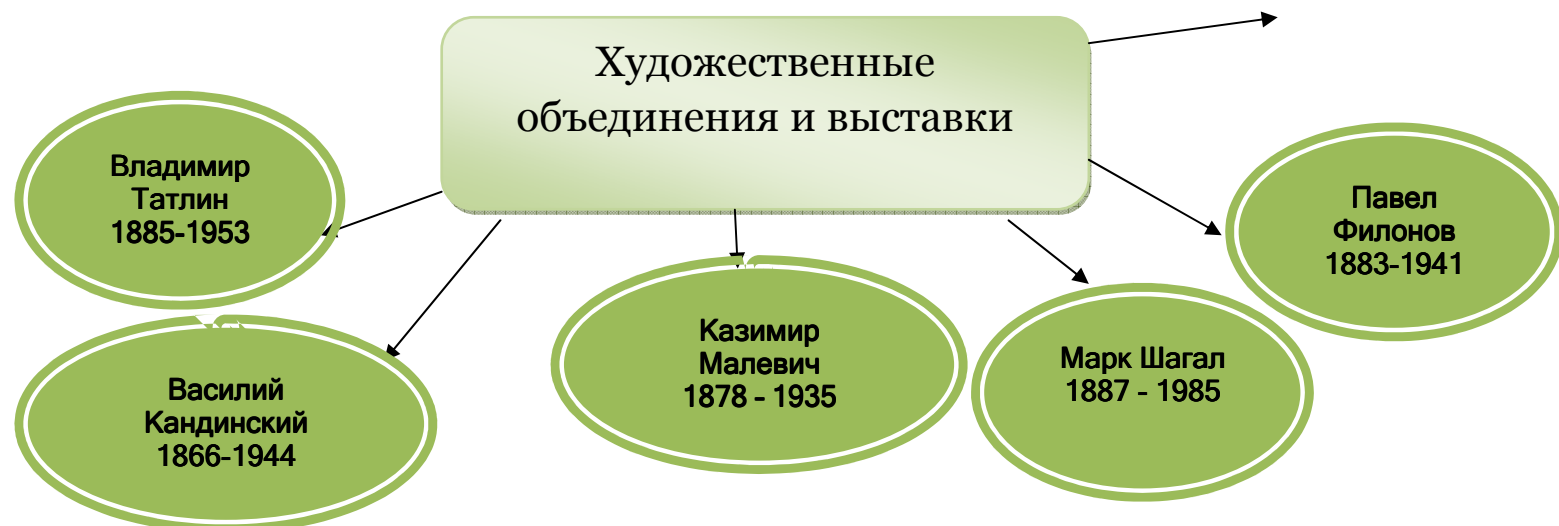 Художественные
объединения и выставки
Владимир
Татлин
1885-1953
Василий
Кандинский
1866-1944
Казимир
Малевич
1878 - 1935
Марк Шагал
1887 - 1985
Павел
Филонов
1883-1941